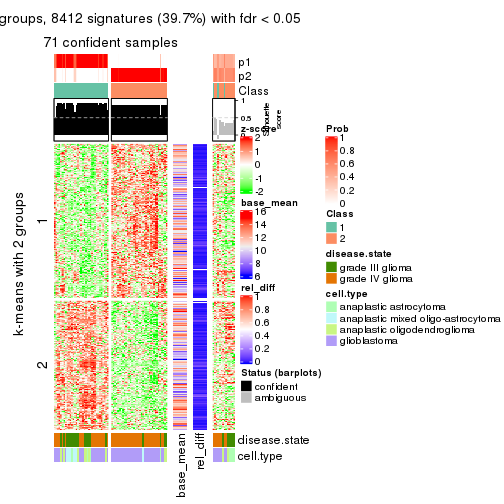 groups, 8412 signatures (39.7%) with fdr < 0.05
71 confident samples
p1
p2
Class
1
0.5
0
Silhouette
score
k-means with 2 groups
1
2
z-score
2
1
0
-1
-2
base_mean
16
14
12
10
8
6
rel_diff
1
0.8
0.6
0.4
0.2
0
Status (barplots)
confident
ambiguous
Prob
1
0.8
0.6
0.4
0.2
0
Class
1
2
disease.state
grade III glioma
grade IV glioma
cell.type
anaplastic astrocytoma
anaplastic mixed oligo-astrocytoma
anaplastic oligodendroglioma
glioblastoma
disease.state
cell.type
base_mean
rel_diff